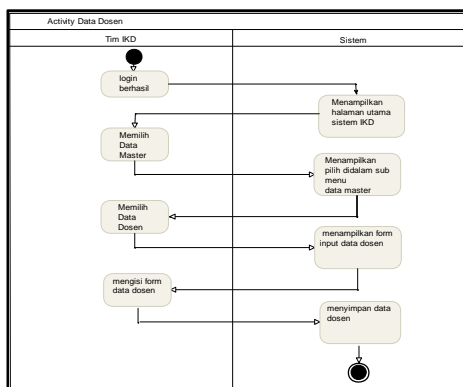 Activity Data Dosen
Tim IKD
Sistem
login
berhasil
Menampilkan
halaman utama
sistem IKD
Memilih
Data
Master
Menampilkan
pilih didalam sub
menu
data master
Memilih
Data
Dosen
menampilkan form
input data dosen
mengisi form
data dosen
menyimpan data
dosen